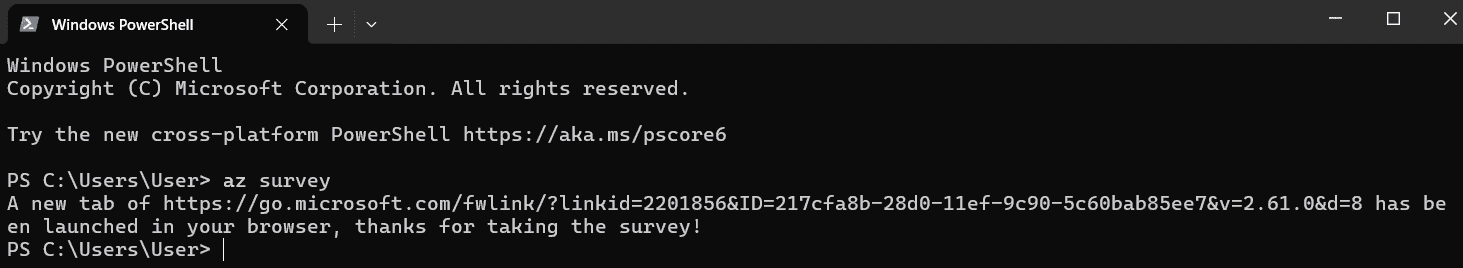 Windows PowerShell
Windows PowerShell
Copyright (C) Microsoft Corporation. All rights reserved.
Try the new cross-platform PowerShell https://aka.ms/pscore6
PS C:\Users\User> az survey
A new tab of https://go.microsoft.com/fwlink/?linkid=2201856&ID=217cfa8b-28d0-11ef-9c90-5c60bab85ee7&v=2.61.0&d=8 has be
en launched in your browser, thanks for taking the survey!
PS C:\Users\User>